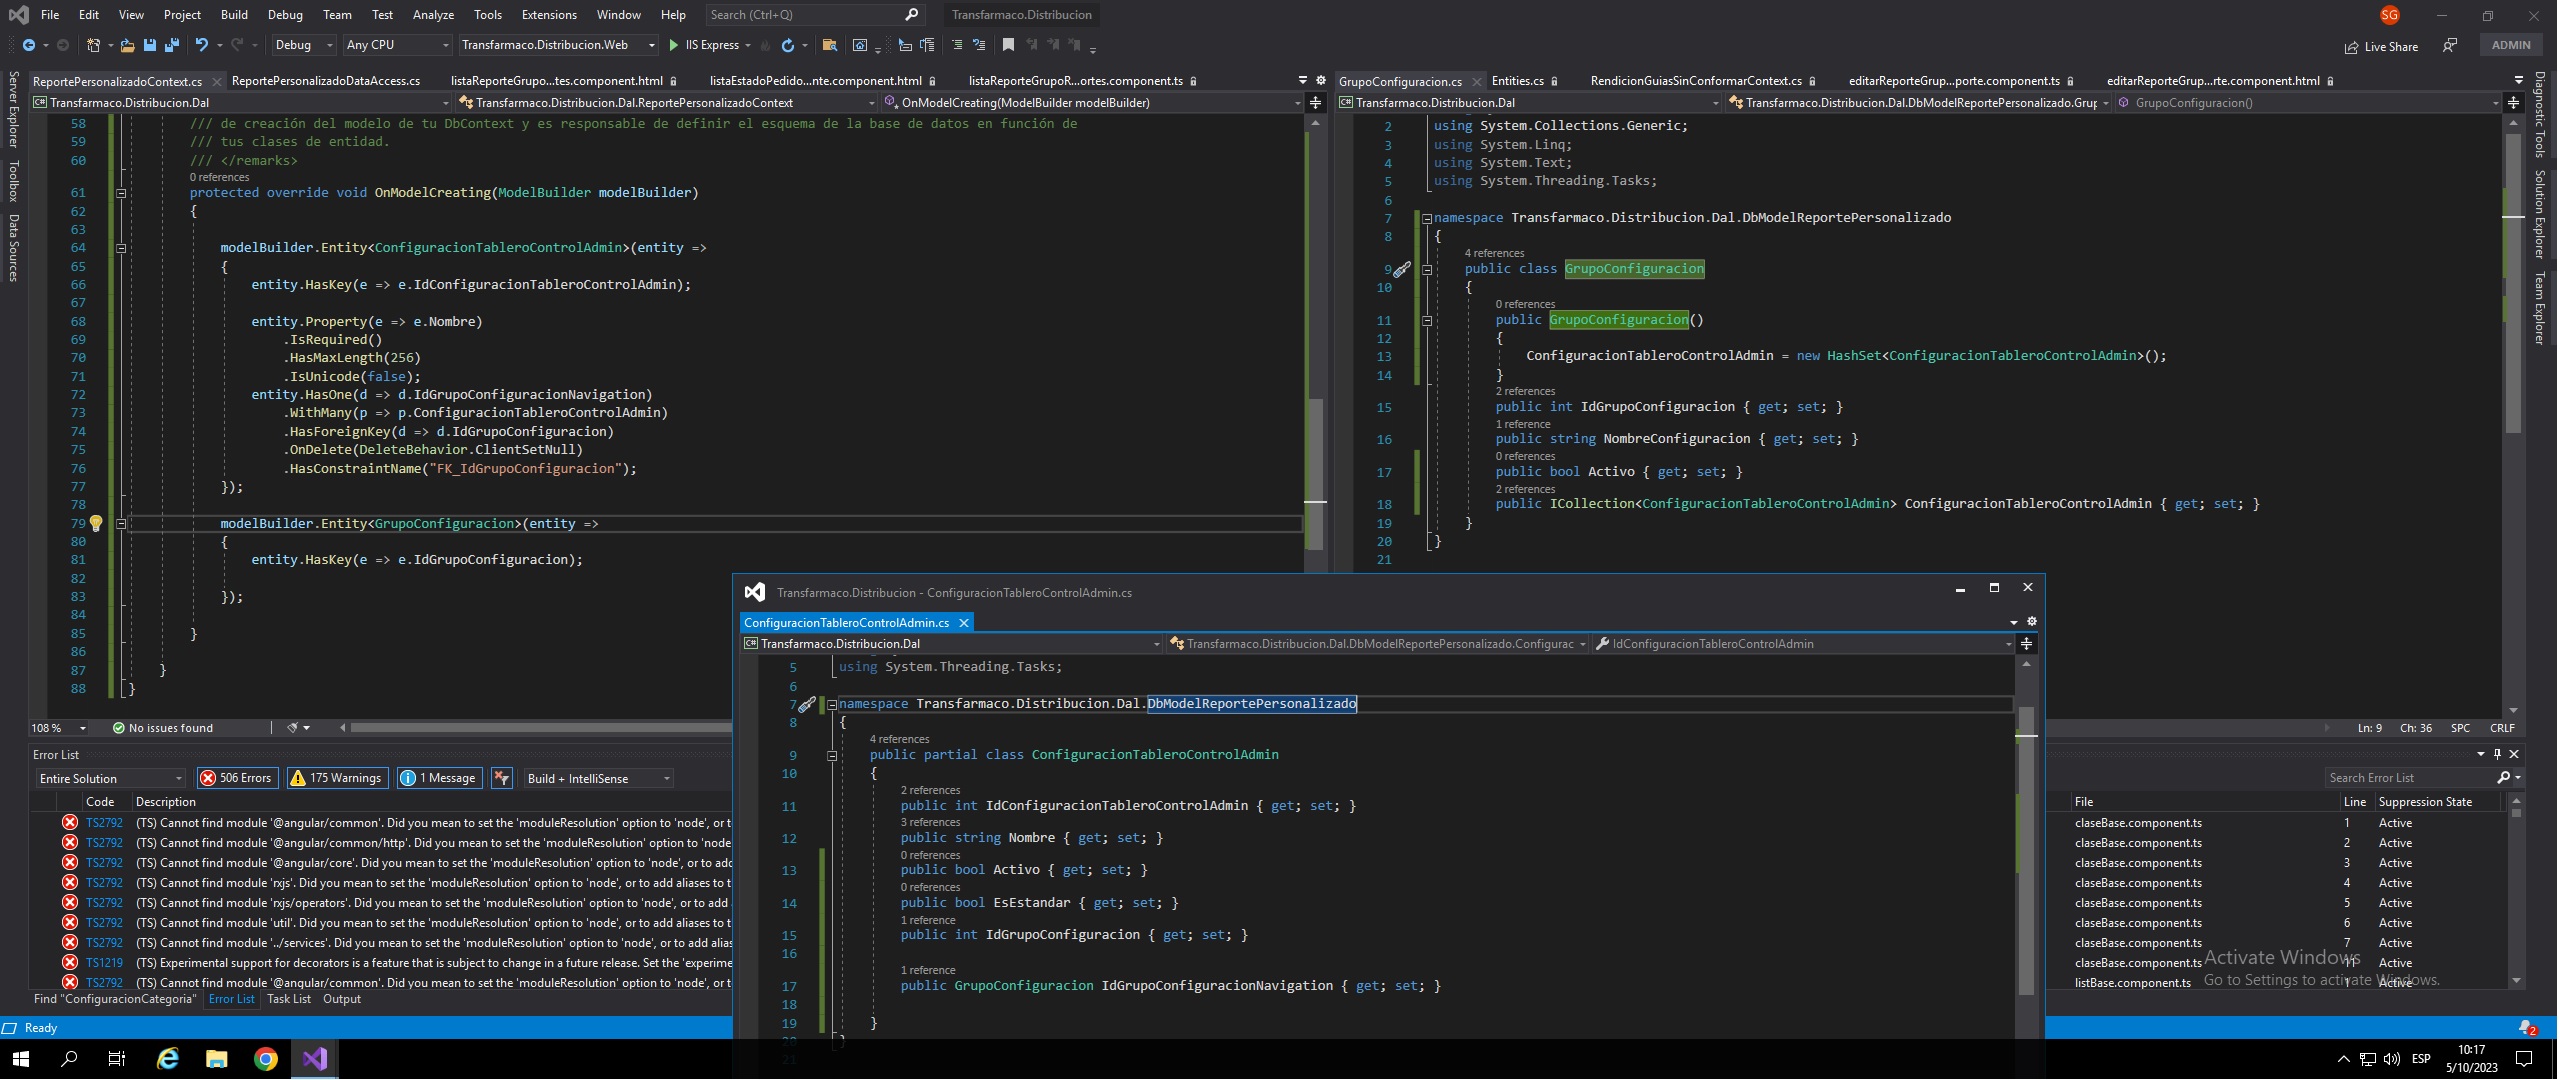 File Edit View Project Build Debug Team Test Analyze Tools Extensions Window Help Search (Ctrl+Q) Transfarmaco.Distribucion SG
Debug Any CPU Transfarmaco.Distribucion.Web IIS Express Live Share ADMIN
Server Explorer
Toolbox
Data Sources
ReportePersonalizadoContext.cs ReportePersonalizadoDataAccess.cs listaReporteGrupo...tes.component.html listaEstadoPedido...nte.component.html listaReporteGrupoR...ortes.component.ts
Transfarmaco.Distribucion.Dal Transfarmaco.Distribucion.Dal.ReportePersonalizadoContext OnModelCreating(ModelBuilder modelBuilder)
58 /// de creación del modelo de tu DbContext y es responsable de definir el esquema de la base de datos en función de
59 /// tus clases de entidad.
60 /// </remarks>
0 references
61 protected override void OnModelCreating(ModelBuilder modelBuilder)
62 {
63
64 modelBuilder.Entity<ConfiguracionTableroControlAdmin>(entity =>
65 {
66 entity.HasKey(e => e.IdConfiguracionTableroControlAdmin);
67
68 entity.Property(e => e.Nombre)
69 .IsRequired()
70 .HasMaxLength(256)
71 .IsUnicode(false);
72 entity.HasOne(d => d.IdGrupoConfiguracionNavigation)
73 .WithMany(p => p.ConfiguracionTableroControlAdmin)
74 .HasForeignKey(d => d.IdGrupoConfiguracion)
75 .OnDelete(DeleteBehavior.ClientSetNull)
76 .HasConstraintName("FK_IdGrupoConfiguracion");
77 });
78
79 modelBuilder.Entity<GrupoConfiguracion>(entity =>
80 {
81 entity.HasKey(e => e.IdGrupoConfiguracion);
82
83 });
84
85 }
86
87 }
88 }
108 % No issues found
GrupoConfiguracion.cs Entities.cs RendicionGuiasSinConformarContext.cs editarReporteGrup...porte.component.ts editarReporteGrup...rte.component.html
Transfarmaco.Distribucion.Dal Transfarmaco.Distribucion.Dal.DbModelReportePersonalizado.Grup GrupoConfiguracion()
2 using System.Collections.Generic;
3 using System.Linq;
4 using System.Text;
5 using System.Threading.Tasks;
6
7 namespace Transfarmaco.Distribucion.Dal.DbModelReportePersonalizado
8 {
4 references
9 public class GrupoConfiguracion
10 {
0 references
11 public GrupoConfiguracion()
12 {
13 ConfiguracionTableroControlAdmin = new HashSet<ConfiguracionTableroControlAdmin>();
14 }
2 references
15 public int IdGrupoConfiguracion { get; set; }
1 reference
16 public string NombreConfiguracion { get; set; }
0 references
17 public bool Activo { get; set; }
2 references
18 public ICollection<ConfiguracionTableroControlAdmin> ConfiguracionTableroControlAdmin { get; set; }
19 }
20 }
21
Ln: 9 Ch: 36 SPC CRLF
Diagnostic Tools
Solution Explorer
Team Explorer
Transfarmaco.Distribucion - ConfiguracionTableroControlAdmin.cs
ConfiguracionTableroControlAdmin.cs
Transfarmaco.Distribucion.Dal Transfarmaco.Distribucion.Dal.DbModelReportePersonalizado.Configurac IdConfiguracionTableroControlAdmin
5 using System.Threading.Tasks;
6
7 namespace Transfarmaco.Distribucion.Dal.DbModelReportePersonalizado
8 {
4 references
9 public partial class ConfiguracionTableroControlAdmin
10 {
2 references
11 public int IdConfiguracionTableroControlAdmin { get; set; }
3 references
12 public string Nombre { get; set; }
0 references
13 public bool Activo { get; set; }
0 references
14 public bool EsEstandar { get; set; }
1 reference
15 public int IdGrupoConfiguracion { get; set; }
16
1 reference
17 public GrupoConfiguracion IdGrupoConfiguracionNavigation { get; set; }
18
19 }
20 }
21
Error List
Entire Solution 506 Errors 175 Warnings 1 Message Build + IntelliSense Search Error List
Code Description File Line Suppression State
TS2792 (TS) Cannot find module '@angular/common'. Did you mean to set the 'moduleResolution' option to 'node', or t claseBase.component.ts 1 Active
TS2792 (TS) Cannot find module '@angular/common/http'. Did you mean to set the 'moduleResolution' option to 'node claseBase.component.ts 2 Active
TS2792 (TS) Cannot find module '@angular/core'. Did you mean to set the 'moduleResolution' option to 'node', or to add claseBase.component.ts 3 Active
TS2792 (TS) Cannot find module 'rxjs'. Did you mean to set the 'moduleResolution' option to 'node', or to add aliases to t claseBase.component.ts 4 Active
TS2792 (TS) Cannot find module 'rxjs/operators'. Did you mean to set the 'moduleResolution' option to 'node', or to add claseBase.component.ts 5 Active
TS2792 (TS) Cannot find module 'util'. Did you mean to set the 'moduleResolution' option to 'node', or to add aliases to t claseBase.component.ts 6 Active
TS2792 (TS) Cannot find module '../services'. Did you mean to set the 'moduleResolution' option to 'node', or to add alias claseBase.component.ts 7 Active
TS1219 (TS) Experimental support for decorators is a feature that is subject to change in a future release. Set the 'experime claseBase.component.ts 11 Active
TS2792 (TS) Cannot find module '@angular/common'. Did you mean to set the 'moduleResolution' option to 'node', or t listBase.component.ts 1 Active
Activate Windows
Go to Settings to activate Windows.
Find "ConfiguracionCategoria" Error List Task List Output
Ready 2
ESP 10:17
5/10/2023